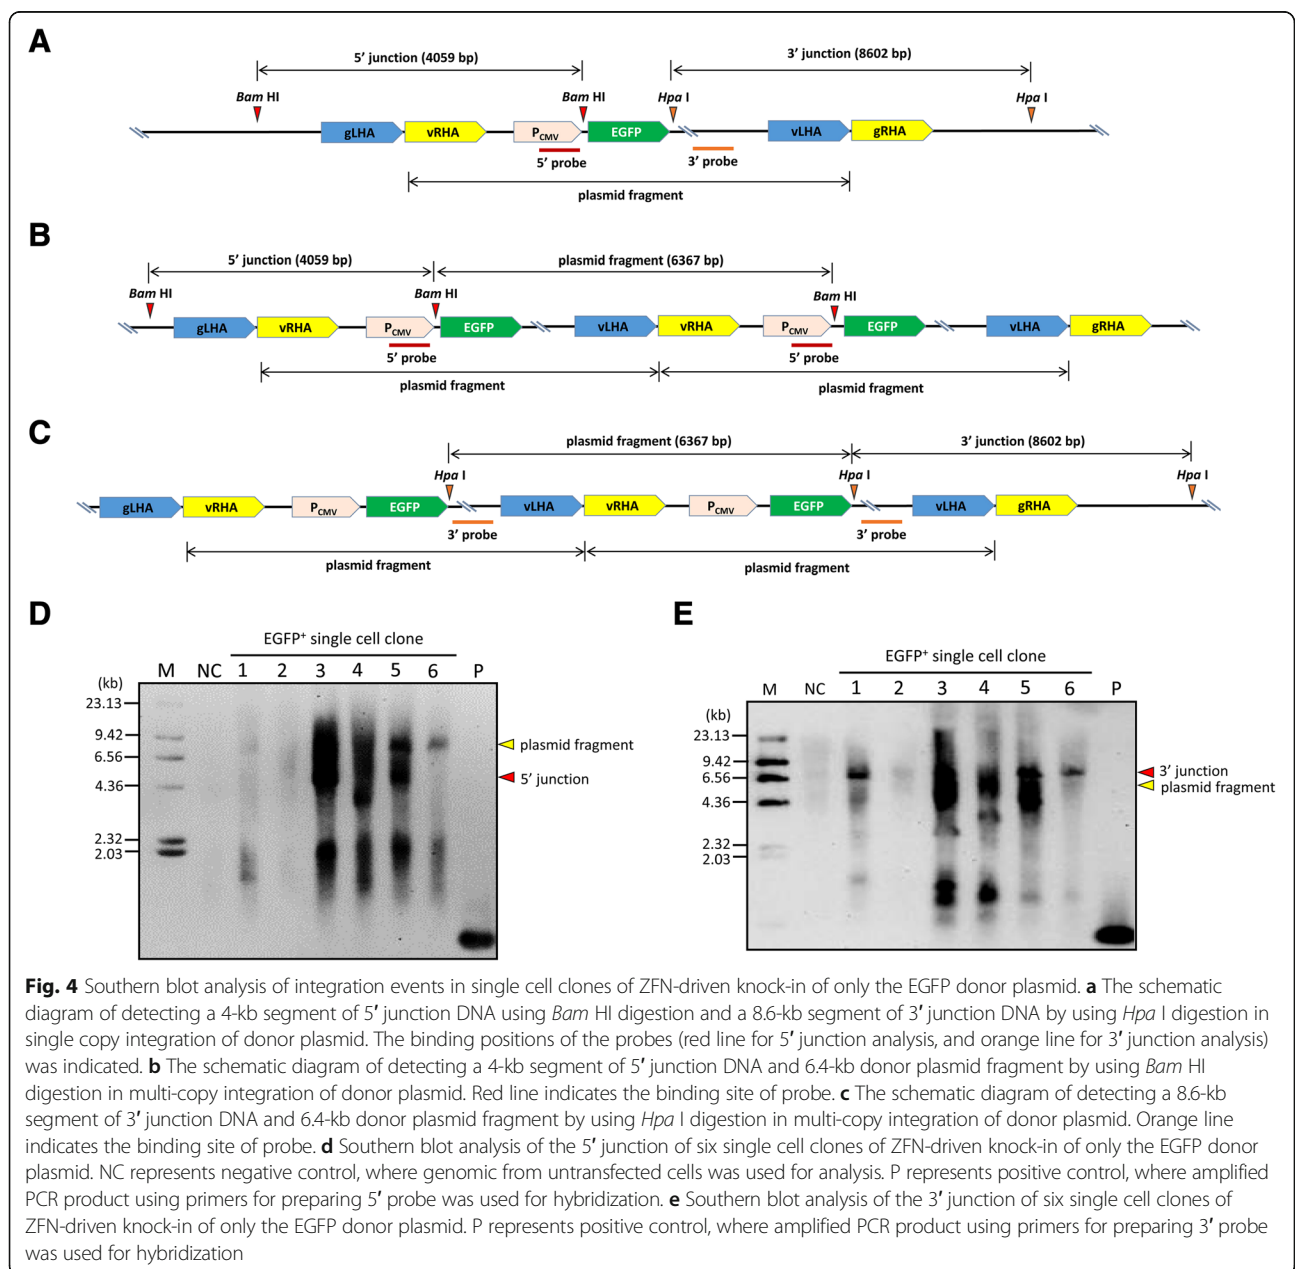 A
5′ junction (4059 bp)
3′ junction (8602 bp)
Bam HI
Bam HI
Hpa I
Hpa I
gLHA
vRHA
PCMV
EGFP
vLHA
gRHA
5′ probe
3′ probe
plasmid fragment
B
5′ junction (4059 bp)
plasmid fragment (6367 bp)
Bam HI
Bam HI
Bam HI
gLHA
vRHA
PCMV
EGFP
vLHA
vRHA
PCMV
EGFP
vLHA
gRHA
5′ probe
5′ probe
plasmid fragment
plasmid fragment
C
plasmid fragment (6367 bp)
3′ junction (8602 bp)
Hpa I
Hpa I
Hpa I
gLHA
vRHA
PCMV
EGFP
vLHA
vRHA
PCMV
EGFP
vLHA
gRHA
3′ probe
3′ probe
plasmid fragment
plasmid fragment
D
EGFP+ single cell clone
M NC 1 2 3 4 5 6 P
(kb)
23.13
9.42
6.56
4.36
2.32
2.03
plasmid fragment
5′ junction
E
EGFP+ single cell clone
M NC 1 2 3 4 5 6 P
(kb)
23.13
9.42
6.56
4.36
2.32
2.03
3′ junction
plasmid fragment
Fig. 4 Southern blot analysis of integration events in single cell clones of ZFN-driven knock-in of only the EGFP donor plasmid. a The schematic
diagram of detecting a 4-kb segment of 5′ junction DNA using Bam HI digestion and a 8.6-kb segment of 3′ junction DNA by using Hpa I digestion in
single copy integration of donor plasmid. The binding positions of the probes (red line for 5′ junction analysis, and orange line for 3′ junction analysis)
was indicated. b The schematic diagram of detecting a 4-kb segment of 5′ junction DNA and 6.4-kb donor plasmid fragment by using Bam HI
digestion in multi-copy integration of donor plasmid. Red line indicates the binding site of probe. c The schematic diagram of detecting a 8.6-kb
segment of 3′ junction DNA and 6.4-kb donor plasmid fragment by using Hpa I digestion in multi-copy integration of donor plasmid. Orange line
indicates the binding site of probe. d Southern blot analysis of the 5′ junction of six single cell clones of ZFN-driven knock-in of only the EGFP donor
plasmid. NC represents negative control, where genomic from untransfected cells was used for analysis. P represents positive control, where amplified
PCR product using primers for preparing 5′ probe was used for hybridization. e Southern blot analysis of the 3′ junction of six single cell clones of
ZFN-driven knock-in of only the EGFP donor plasmid. P represents positive control, where amplified PCR product using primers for preparing 3′ probe
was used for hybridization